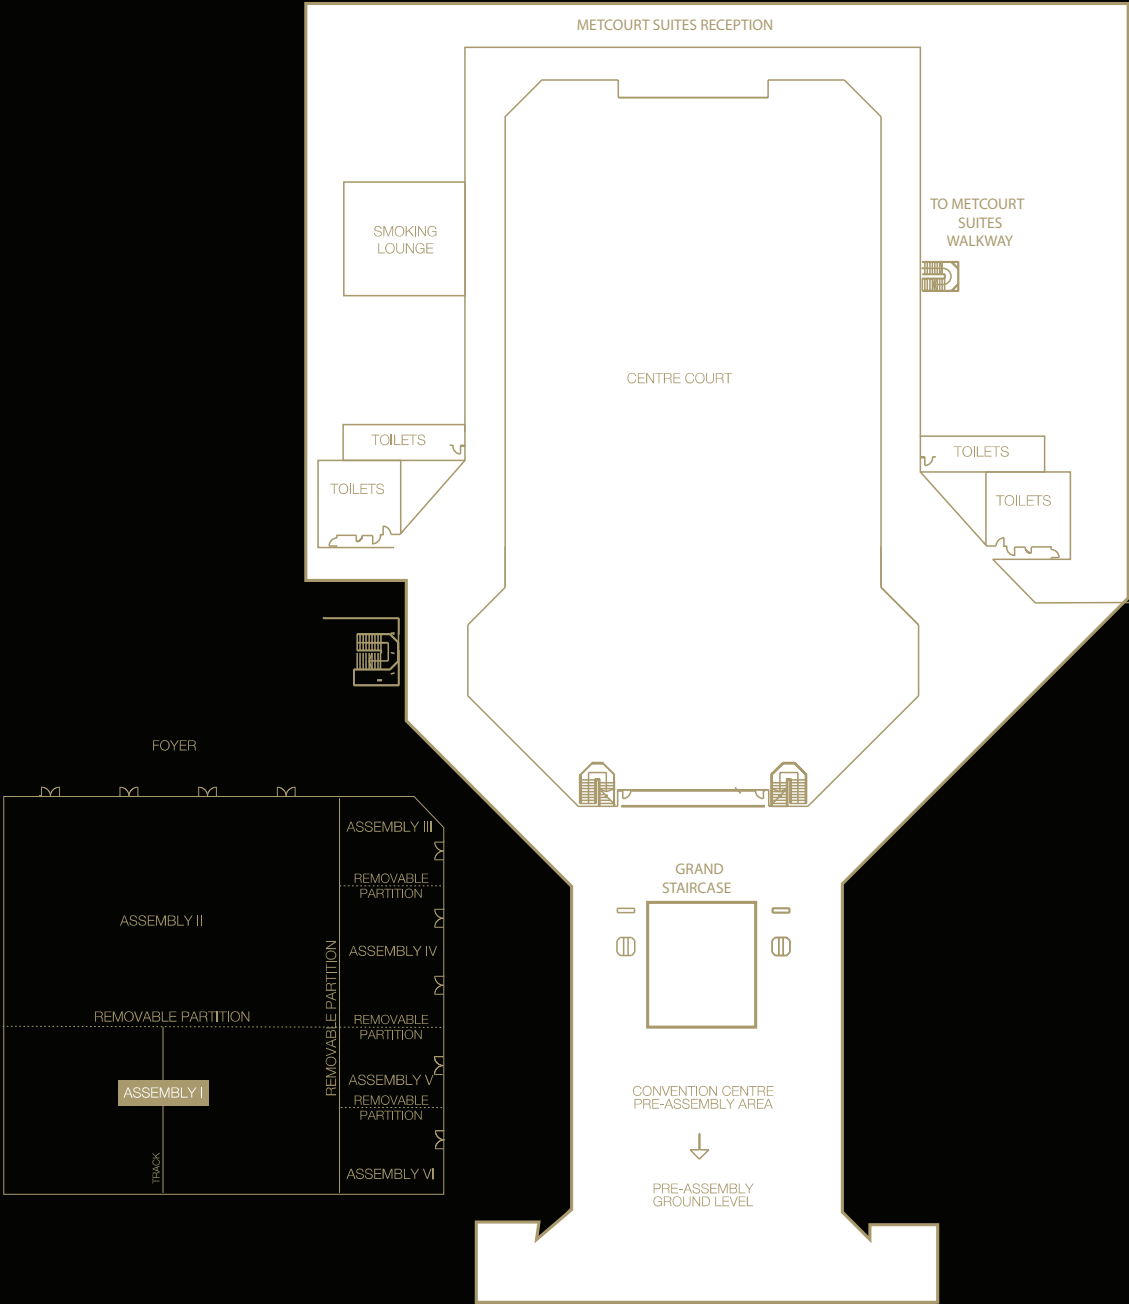 METCOURT SUITES RECEPTION
TO METCOURT
SUITES
WALKWAY
SMOKING
LOUNGE
CENTRE COURT
TOILETS
TOILETS
TOILETS
TOILETS
FOYER
ASSEMBLY III
REMOVABLE
PARTITION
ASSEMBLY II
ASSEMBLY IV
REMOVABLE PARTITION
REMOVABLE PARTITION
REMOVABLE
PARTITION
ASSEMBLY I
ASSEMBLY V
REMOVABLE
PARTITION
TRACK
ASSEMBLY VI
GRAND
STAIRCASE
CONVENTION CENTRE
PRE-ASSEMBLY AREA
PRE-ASSEMBLY
GROUND LEVEL